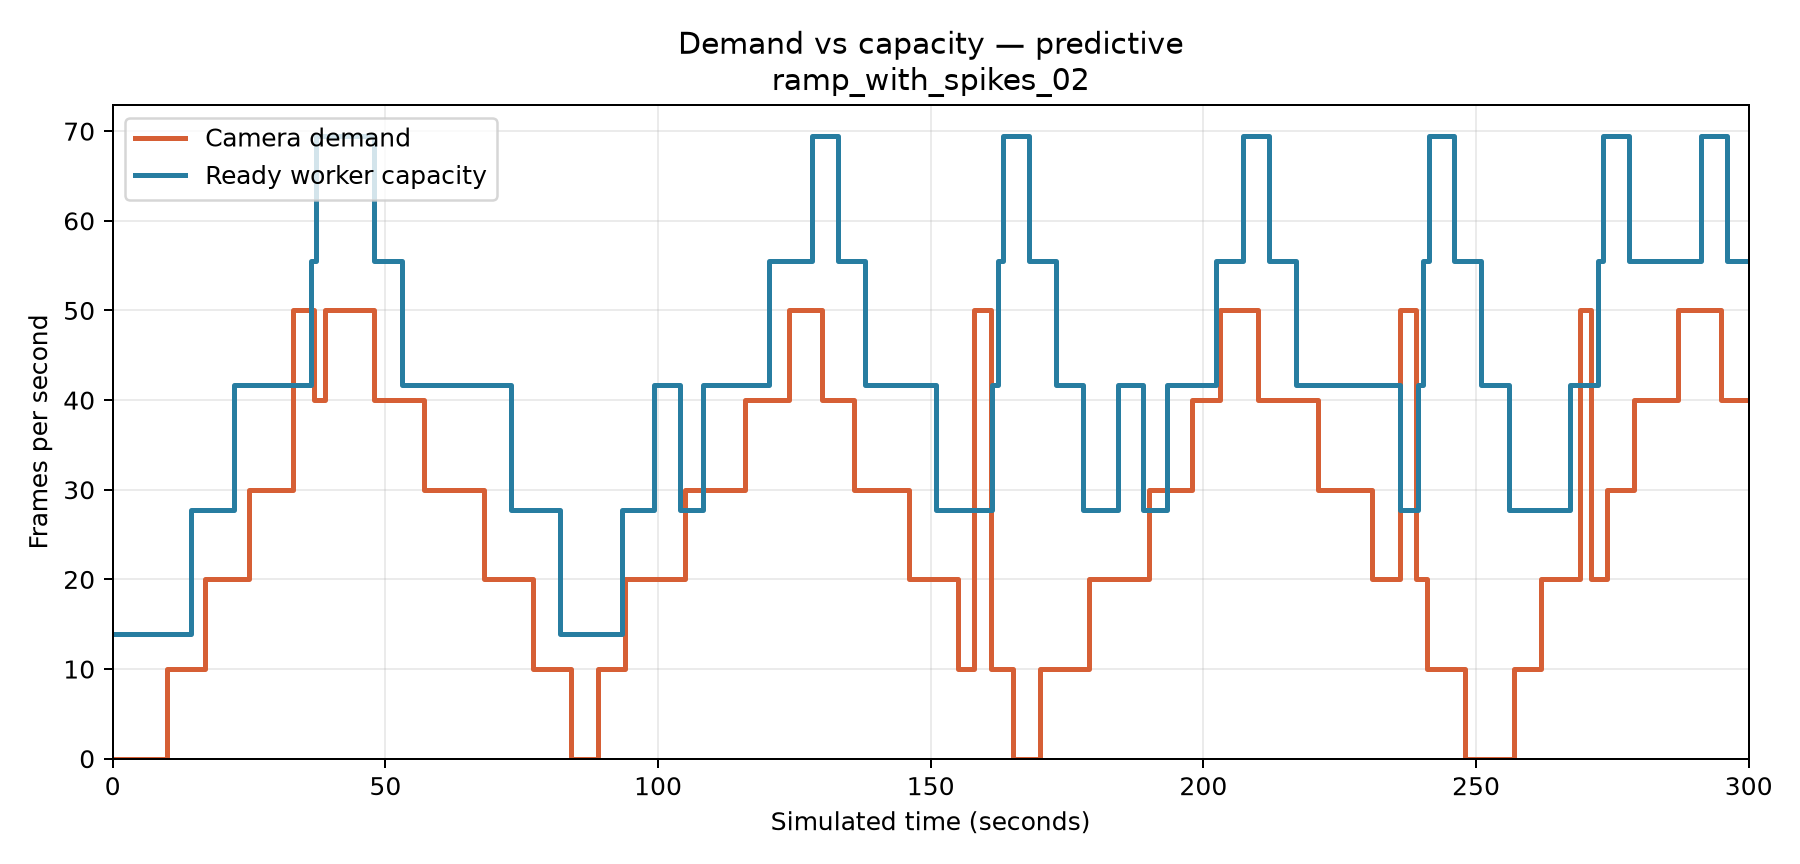 Demand vs capacity — predictive
ramp_with_spikes_02
Camera demand
Ready worker capacity
Frames per second
70
60
50
40
30
20
10
0
0 50 100 150 200 250 300
Simulated time (seconds)